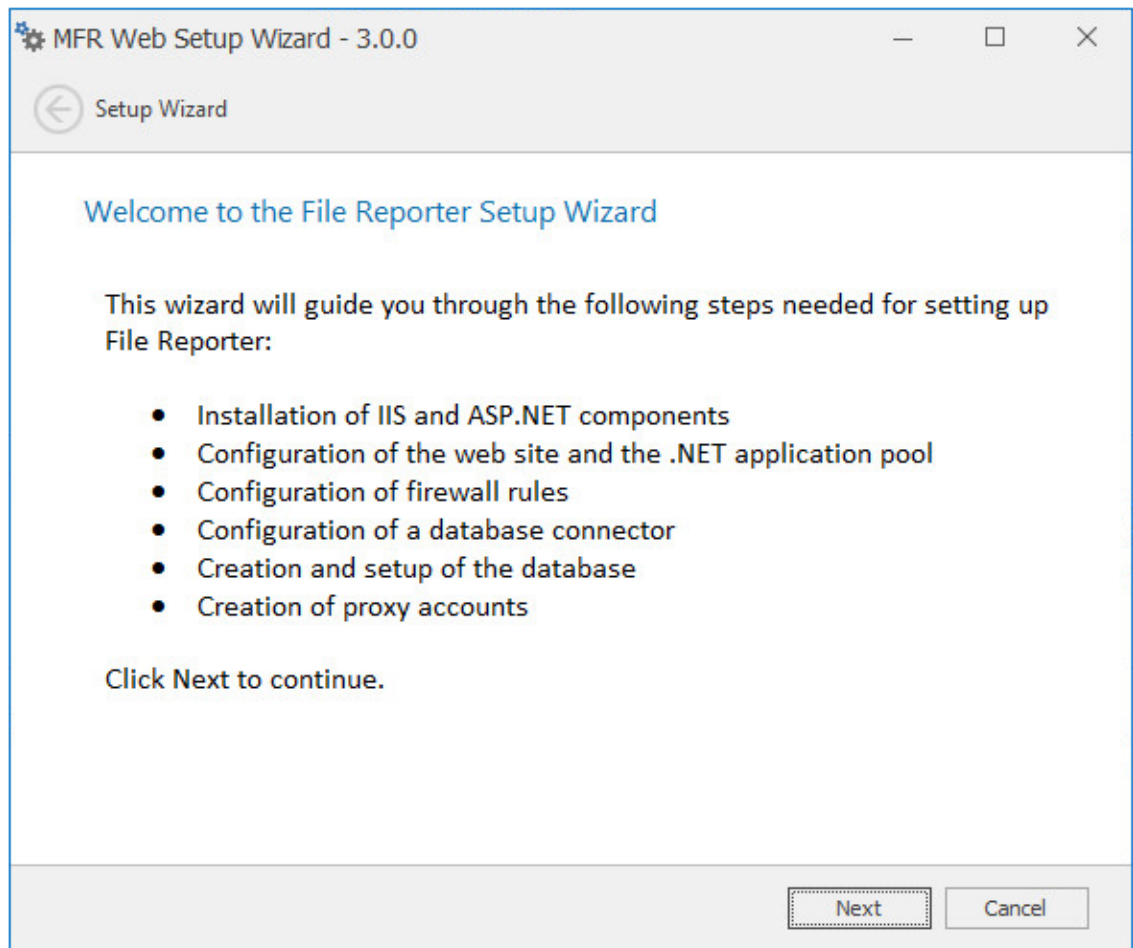 MFR Web Setup Wizard - 3.0.0
Setup Wizard
Welcome to the File Reporter Setup Wizard
This wizard will guide you through the following steps needed for setting up
File Reporter:
• Installation of IIS and ASP.NET components
• Configuration of the web site and the .NET application pool
• Configuration of firewall rules
• Configuration of a database connector
• Creation and setup of the database
• Creation of proxy accounts
Click Next to continue.
Next Cancel